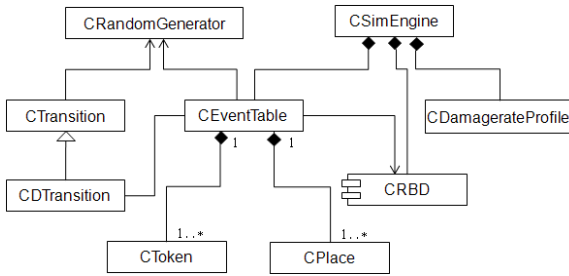 CRandomGenerator
CSimEngine
CTransition
CEventTable
CDamagerateProfile
1
1
CDTransition
CRBD
1..*
1..*
CToken
CPlace